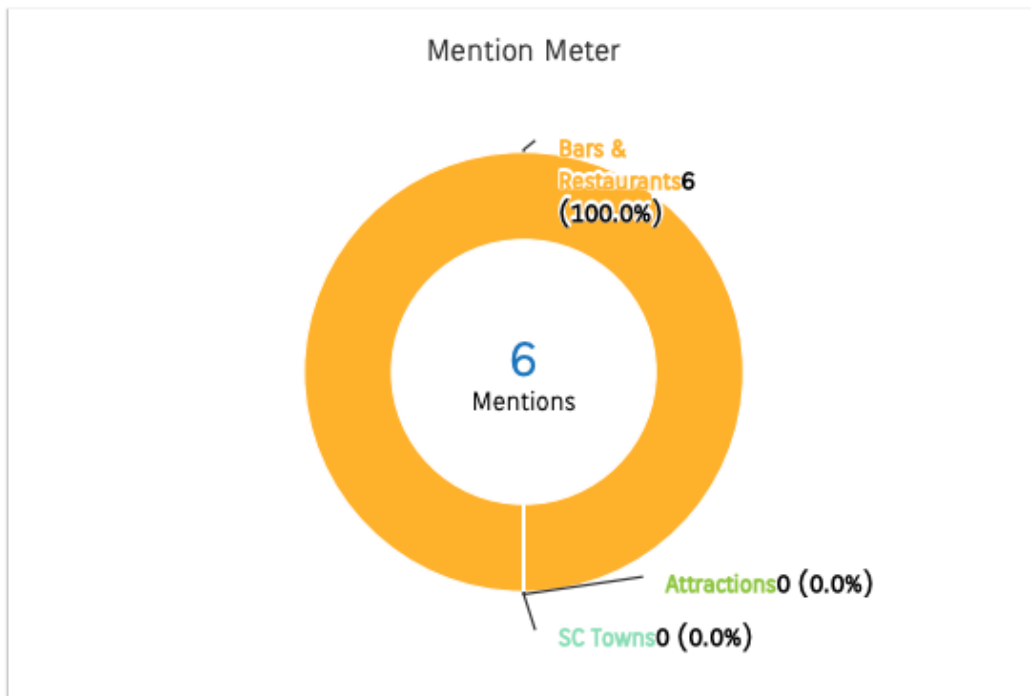 Mention Meter
Bars &
Restaurants6
(100.0%)
6
Mentions
Attractions0 (0.0%)
SC Towns0 (0.0%)